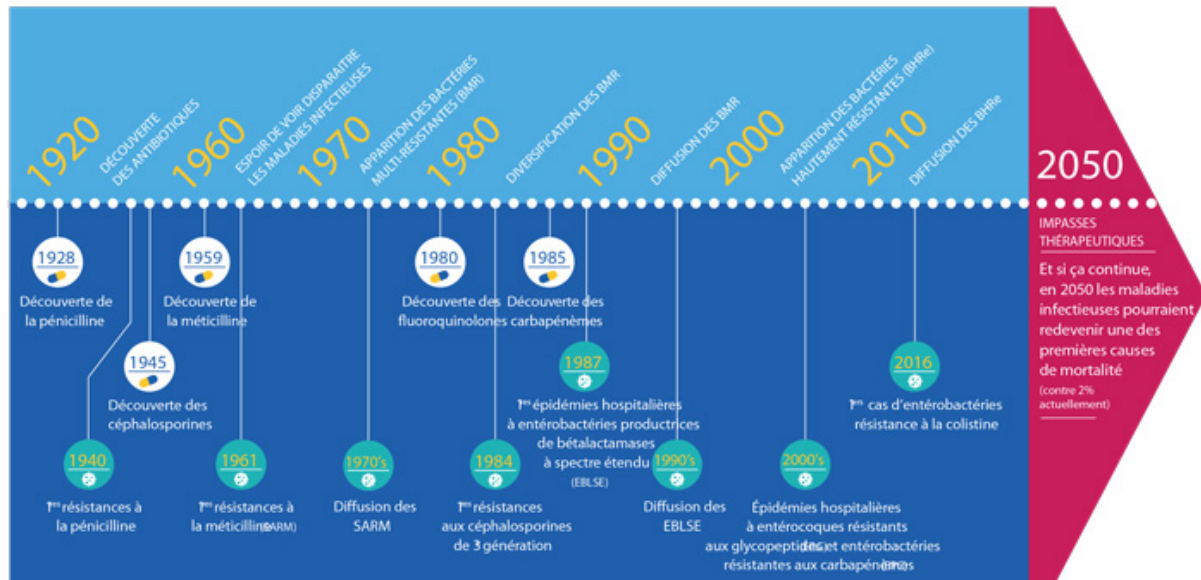 1920
DÉCOUVERTE
DES ANTIBIOTIQUES
1960
ESPOIR DE VOIR DISPARAITRE
LES MALADIES INFECTIEUSES
1970
APPARTION DES BACTÉRIES
MULTI-RÉSISTANTES (BMR)
1980
DIVERSIFICATION DES BMR
1990
DIFFUSION DES BMR
2000
APPARTION DES BACTÉRIES
HAUTEMENT RÉSISTANTES (BHRe)
2010
DIFFUSION DES BHRe
2050
IMPASSES
THÉRAPEUTIQUES
Et si ça continue,
en 2050 les maladies
infectieuses pourraient
redevenir une des
premières causes
de mortalité
(contre 2%
actuellement)
1928
Découverte de
la pénicilline
1959
Découverte de
la méticilline
1980
Découverte des
fluoroquinolones
1985
Découverte des
carbapénèmes
1945
Découverte des
céphalosporines
1987
1res épidémies hospitalières
à entérobactéries productrices
de bétalactamases
à spectre étendu
(EBLSE)
2016
1ers cas d'entérobactéries
résistance à la colistine
1940
1res résistances à
la pénicilline
1961
1res résistances à
la méticilline (SARM)
1970's
Diffusion des
SARM
1984
1res résistances
aux céphalosporines
de 3 génération
1990's
Diffusion des
EBLSE
2000's
Épidémies hospitalières
à entérocoques résistants
aux glycopeptides et entérobactéries
résistantes aux carbapénèmes